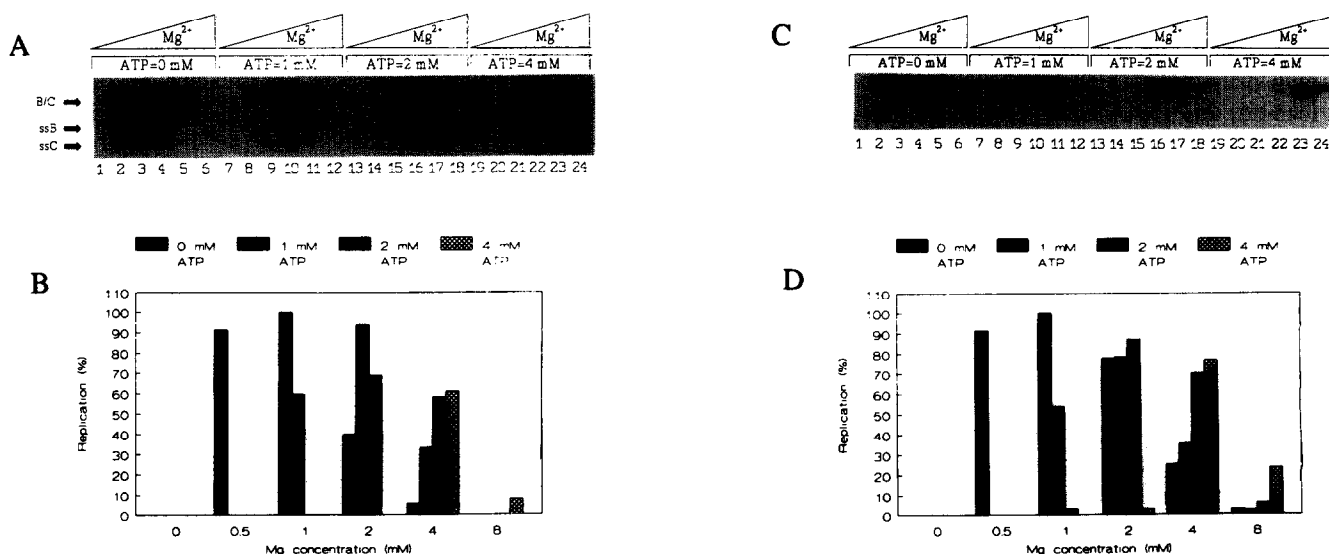 A
Mg²⁺ Mg²⁺ Mg²⁺ Mg²⁺
ATP=0 mM ATP=1 mM ATP=2 mM ATP=4 mM
B/C
ssB
ssC
1 2 3 4 5 6 7 8 9 10 11 12 13 14 15 16 17 18 19 20 21 22 23 24
0 mM ATP 1 mM ATP 2 mM ATP 4 mM ATP
B
Replication (%)
110
100
90
80
70
60
50
40
30
20
10
0
0 0.5 1 2 4 8
Mg concentration (mM)
C
Mg²⁺ Mg²⁺ Mg²⁺ Mg²⁺
ATP=0 mM ATP=1 mM ATP=2 mM ATP=4 mM
1 2 3 4 5 6 7 8 9 10 11 12 13 14 15 16 17 18 19 20 21 22 23 24
0 mM ATP 1 mM ATP 2 mM ATP 4 mM ATP
D
Replication (%)
110
100
90
80
70
60
50
40
30
20
10
0
0 0.5 1 2 4 8
Mg concentration (mM)